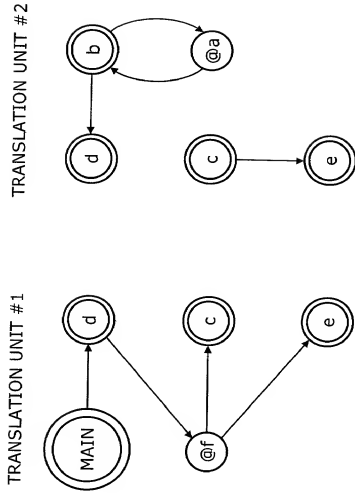 TRANSLATION UNIT #1
TRANSLATION UNIT #2
MAIN
d
d
b
@f
c
c
@a
e
e